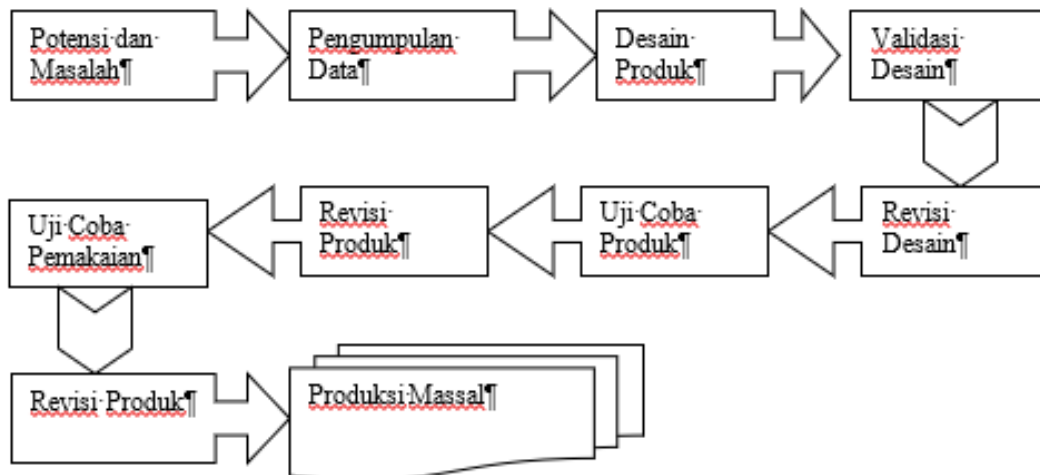 Potensi dan
Masalah¶
Pengumpulan
Data¶
Desain
Produk¶
Validasi
Desain¶
Revisi
Desain¶
Uji Coba
Produk¶
Revisi
Produk¶
Uji Coba
Pemakaian¶
Revisi Produk¶
Produksi Massal¶